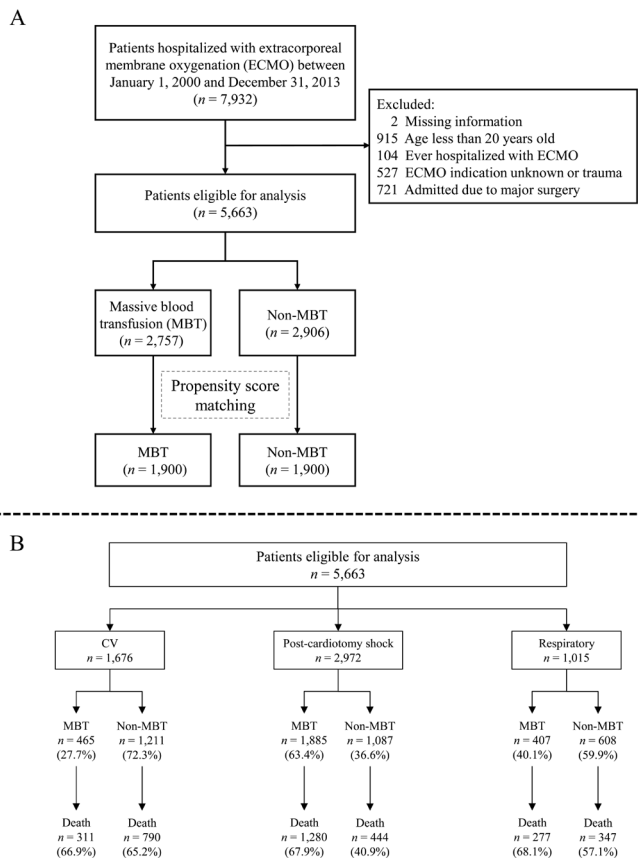 A
Patients hospitalized with extracorporeal
membrane oxygenation (ECMO) between
January 1, 2000 and December 31, 2013
(n = 7,932)
Excluded:
2 Missing information
915 Age less than 20 years old
104 Ever hospitalized with ECMO
527 ECMO indication unknown or trauma
721 Admitted due to major surgery
Patients eligible for analysis
(n = 5,663)
Massive blood
transfusion (MBT)
(n = 2,757)
Non-MBT
(n = 2,906)
Propensity score
matching
MBT
(n = 1,900)
Non-MBT
(n = 1,900)
B
Patients eligible for analysis
n = 5,663
CV
n = 1,676
Post-cardiotomy shock
n = 2,972
Respiratory
n = 1,015
MBT
n = 465
(27.7%)
Non-MBT
n = 1,211
(72.3%)
MBT
n = 1,885
(63.4%)
Non-MBT
n = 1,087
(36.6%)
MBT
n = 407
(40.1%)
Non-MBT
n = 608
(59.9%)
Death
n = 311
(66.9%)
Death
n = 790
(65.2%)
Death
n = 1,280
(67.9%)
Death
n = 444
(40.9%)
Death
n = 277
(68.1%)
Death
n = 347
(57.1%)